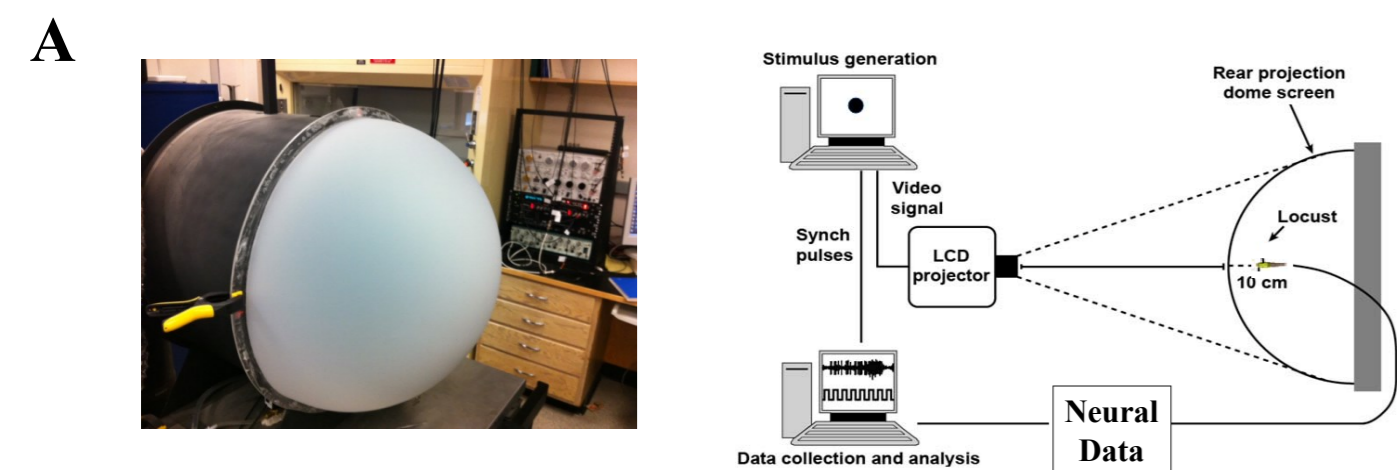 A
Stimulus generation
Rear projection
dome screen
Video
signal
Locust
Synch
pulses
LCD
projector
10 cm
Neural
Data
Data collection and analysis